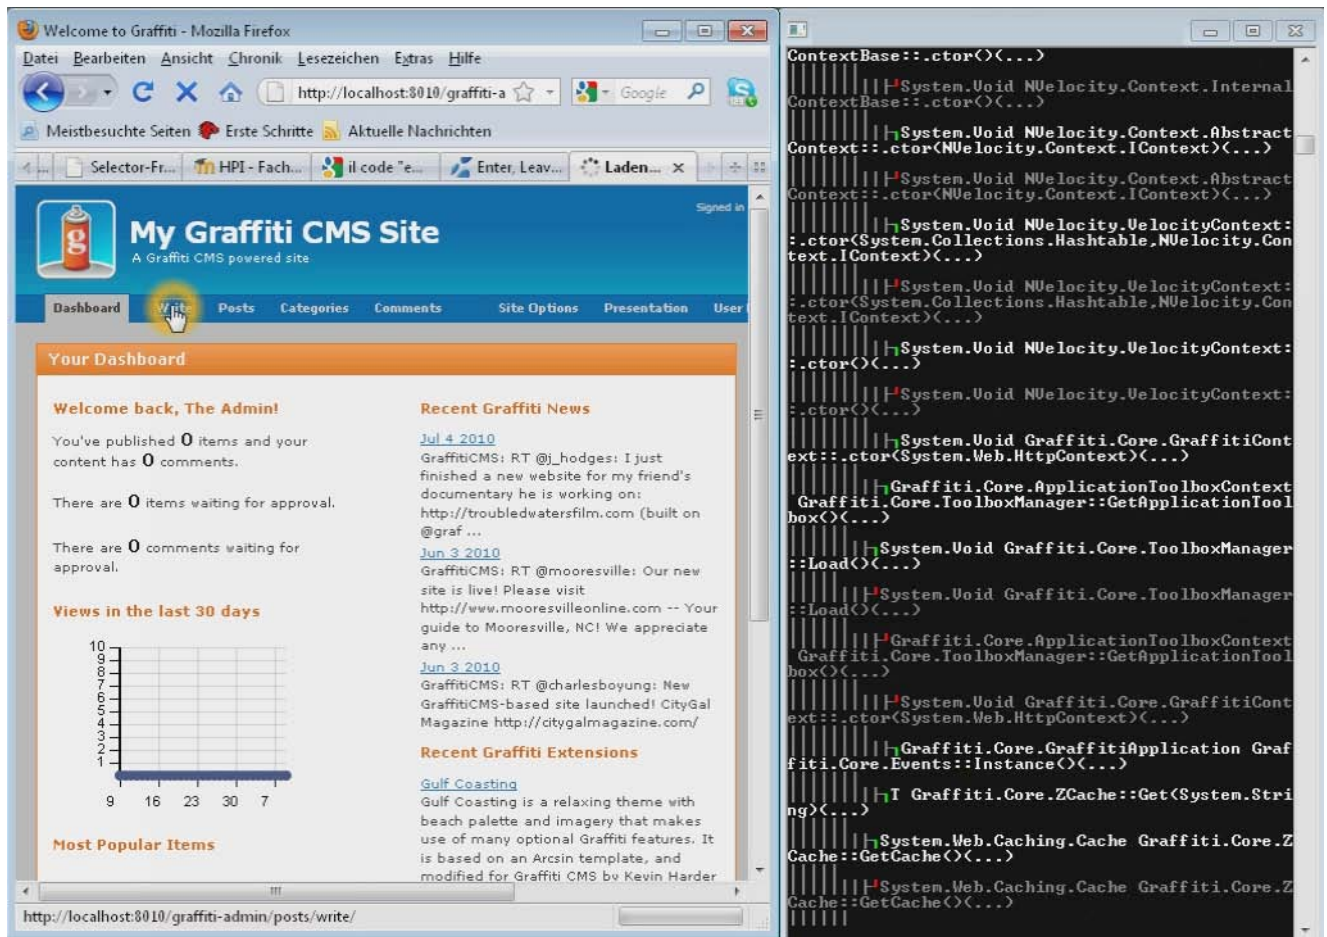 Welcome to Graffiti - Mozilla Firefox
Datei Bearbeiten Ansicht Chronik Lesezeichen Extras Hilfe
http://localhost:8010/graffiti-a
Google
Meistbesuchte Seiten Erste Schritte Aktuelle Nachrichten
... Selector-Fr... HPI - Fach... il code "e... Enter, Leav... Laden...
Signed in
My Graffiti CMS Site
A Graffiti CMS powered site
g
Dashboard Write Posts Categories Comments Site Options Presentation User
Your Dashboard
Welcome back, The Admin!
You've published 0 items and your
content has 0 comments.
There are 0 items waiting for approval.
There are 0 comments waiting for
approval.
Views in the last 30 days
10
9
8
7
6
5
4
3
2
1
9 16 23 30 7
Most Popular Items
Recent Graffiti News
Jul 4 2010
GraffitiCMS: RT @j_hodges: I just
finished a new website for my friend's
documentary he is working on:
http://troubledwatersfilm.com (built on
@graf ...
Jun 3 2010
GraffitiCMS: RT @mooresville: Our new
site is live! Please visit
http://www.mooresvilleonline.com -- Your
guide to Mooresville, NC! We appreciate
any ...
Jun 3 2010
GraffitiCMS: RT @charlesboyung: New
GraffitiCMS-based site launched! CityGal
Magazine http://citygalmagazine.com/
Recent Graffiti Extensions
Gulf Coasting
Gulf Coasting is a relaxing theme with
beach palette and imagery that makes
use of many optional Graffiti features. It
is based on an Arcsin template, and
modified for Graffiti CMS by Kevin Harder
http://localhost:8010/graffiti-admin/posts/write/
ContextBase::.ctor()(...)
System.Void NVelocity.Context.Internal
ContextBase::.ctor()(...)
System.Void NVelocity.Context.Abstract
Context::.ctor(NVelocity.Context.IContext)(...)
System.Void NVelocity.Context.Abstract
Context::.ctor(NVelocity.Context.IContext)(...)
System.Void NVelocity.VelocityContext:
:.ctor(System.Collections.Hashtable,NVelocity.Con
text.IContext)(...)
System.Void NVelocity.VelocityContext:
:.ctor(System.Collections.Hashtable,NVelocity.Con
text.IContext)(...)
System.Void NVelocity.VelocityContext:
:.ctor()(...)
System.Void NVelocity.VelocityContext:
:.ctor()(...)
System.Void Graffiti.Core.GraffitiCont
ext::.ctor(System.Web.HttpContext)(...)
Graffiti.Core.ApplicationToolboxContext
Graffiti.Core.ToolboxManager::GetApplicationTool
box()(...)
System.Void Graffiti.Core.ToolboxManager
::Load()(...)
System.Void Graffiti.Core.ToolboxManager
::Load()(...)
Graffiti.Core.ApplicationToolboxContext
Graffiti.Core.ToolboxManager::GetApplicationTool
box()(...)
System.Void Graffiti.Core.GraffitiCont
ext::.ctor(System.Web.HttpContext)(...)
Graffiti.Core.GraffitiApplication Graf
fiti.Core.Events::Instance()(...)
T Graffiti.Core.ZCache::Get(System.Stri
ng)(...)
System.Web.Caching.Cache Graffiti.Core.Z
Cache::GetCache()(...)
System.Web.Caching.Cache Graffiti.Core.Z
Cache::GetCache()(...)